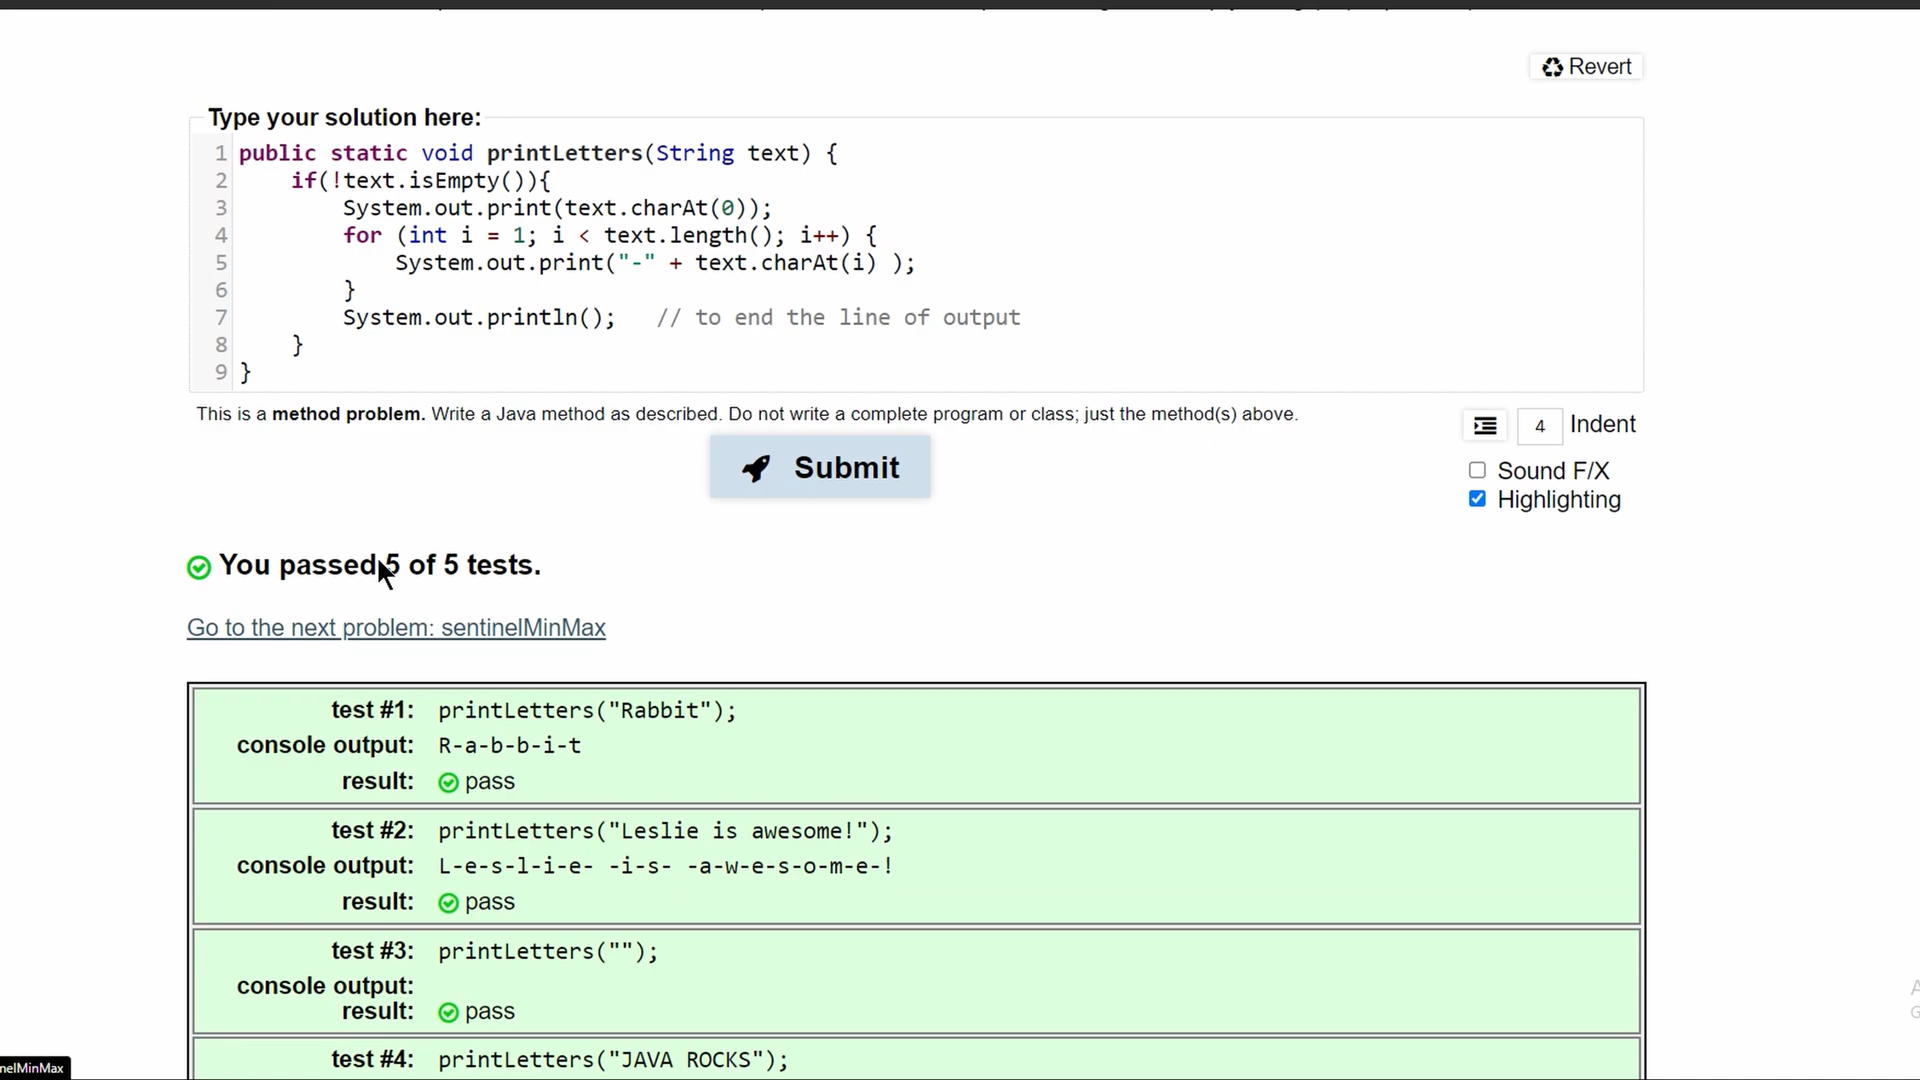 Revert
Type your solution here:
1 public static void printLetters(String text) {
2 if(!text.isEmpty()){
3 System.out.print(text.charAt(0));
4 for (int i = 1; i < text.length(); i++) {
5 System.out.print("-" + text.charAt(i) );
6 }
7 System.out.println(); // to end the line of output
8 }
9 }
This is a method problem. Write a Java method as described. Do not write a complete program or class; just the method(s) above.
4 Indent
Submit
Sound F/X
Highlighting
You passed 5 of 5 tests.
Go to the next problem: sentinelMinMax
test #1: printLetters("Rabbit");
console output: R-a-b-b-i-t
result: pass
test #2: printLetters("Leslie is awesome!");
console output: L-e-s-l-i-e- -i-s- -a-w-e-s-o-m-e-!
result: pass
test #3: printLetters("");
console output:
result: pass
test #4: printLetters("JAVA ROCKS");
nelMinMax